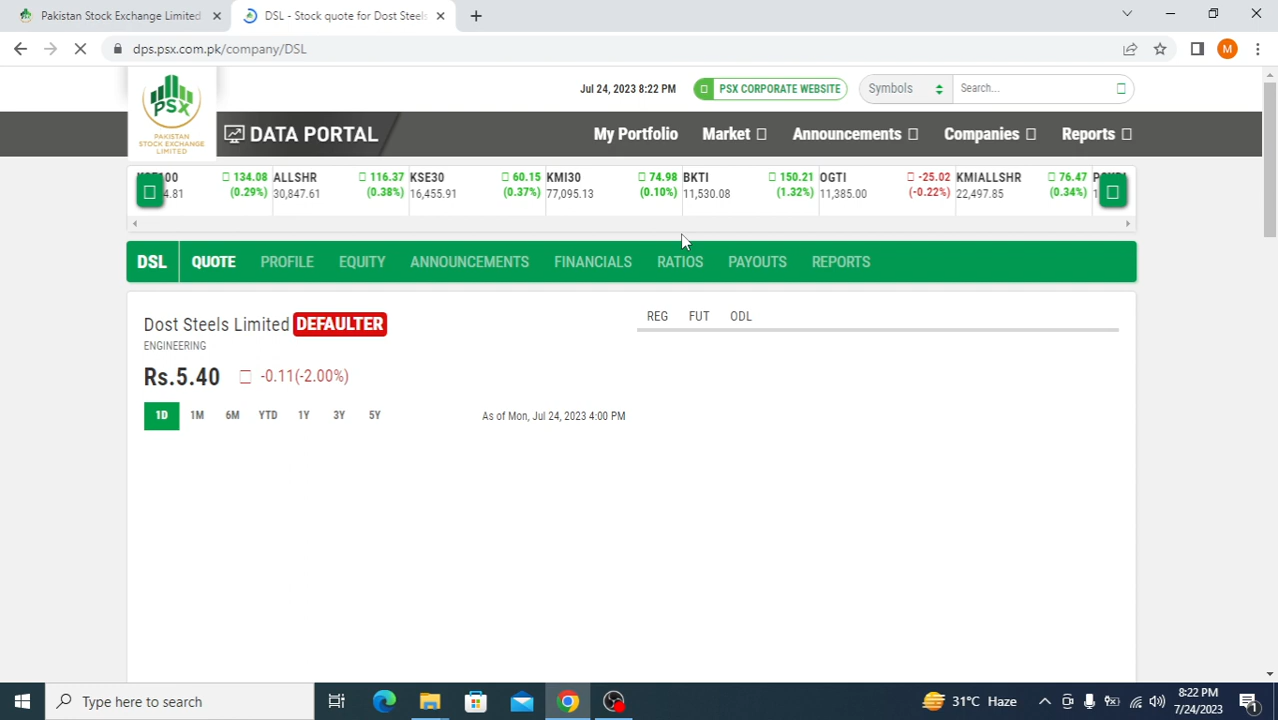 Pakistan Stock Exchange Limited
DSL - Stock quote for Dost Steels
dps.psx.com.pk/company/DSL
M
PSX
PAKISTAN
STOCK EXCHANGE
LIMITED
Jul 24, 2023 8:22 PM
PSX CORPORATE WEBSITE
Symbols
Search...
DATA PORTAL
My Portfolio Market Announcements Companies Reports
134.08 ALLSHR 116.37 KSE30 60.15 KMI30 74.98 BKTI 150.21 OGTI -25.02 KMIALLSHR 76.47
(0.29%) 30,847.61 (0.38%) 16,455.91 (0.37%) 77,095.13 (0.10%) 11,530.08 (1.32%) 11,385.00 (-0.22%) 22,497.85 (0.34%)
DSL QUOTE PROFILE EQUITY ANNOUNCEMENTS FINANCIALS RATIOS PAYOUTS REPORTS
Dost Steels Limited DEFAULTER
ENGINEERING
REG FUT ODL
Rs.5.40 -0.11(-2.00%)
1D 1M 6M YTD 1Y 3Y 5Y
As of Mon, Jul 24, 2023 4:00 PM
Type here to search
31°C Haze
8:22 PM
7/24/2023
1